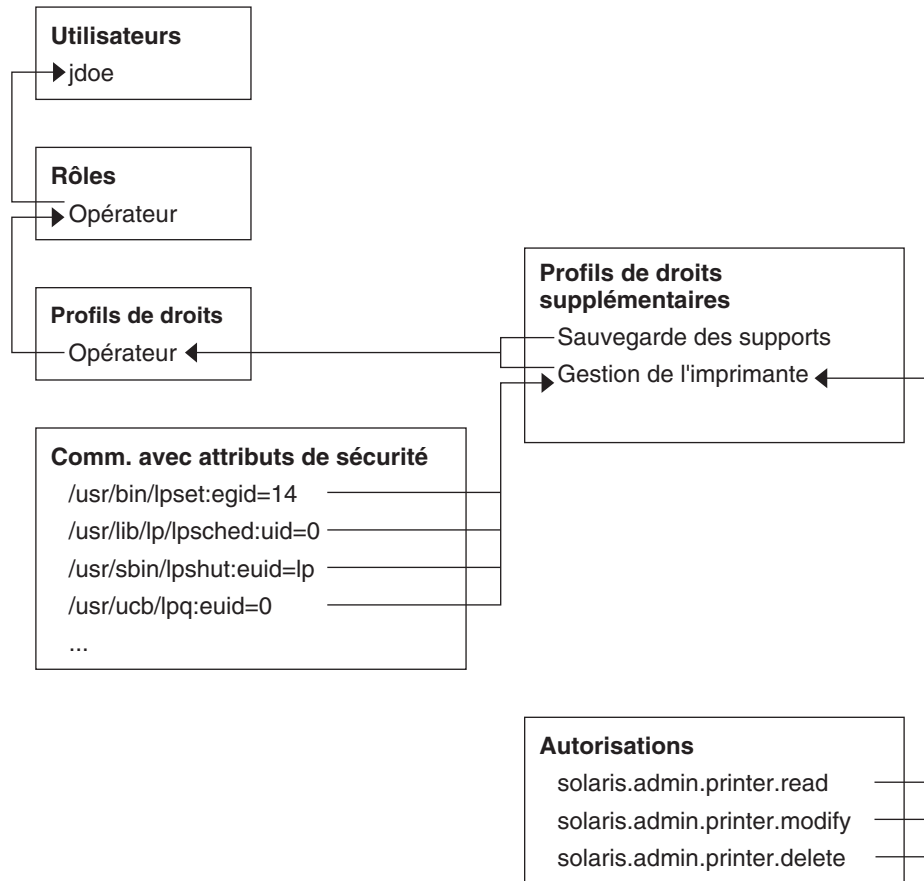 Utilisateurs
jdoe
Rôles
Opérateur
Profils de droits
Opérateur
Profils de droits
supplémentaires
Sauvegarde des supports
Gestion de l'imprimante
Comm. avec attributs de sécurité
/usr/bin/lpset:egid=14
/usr/lib/lp/lpsched:uid=0
/usr/sbin/lpshut:euid=lp
/usr/ucb/lpq:euid=0
...
Autorisations
solaris.admin.printer.read
solaris.admin.printer.modify
solaris.admin.printer.delete